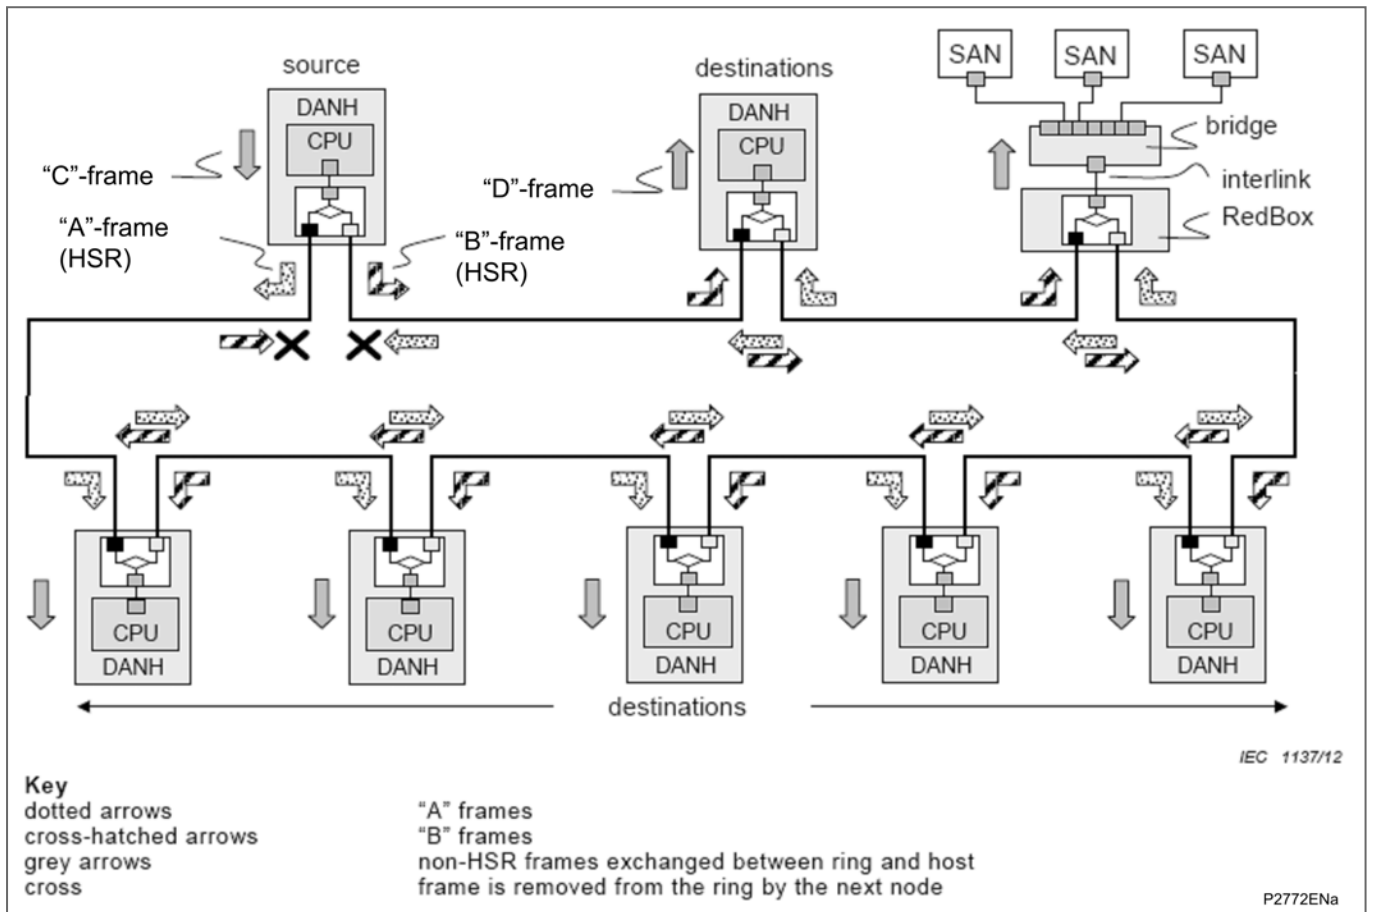 SAN
SAN
SAN
source
destinations
DANH
CPU
DANH
CPU
bridge
interlink
RedBox
“C”-frame
“A”-frame
(HSR)
“B”-frame
(HSR)
“D”-frame
CPU
DANH
CPU
DANH
CPU
DANH
CPU
DANH
CPU
DANH
destinations
IEC 1137/12
Key
dotted arrows “A” frames
cross-hatched arrows “B” frames
grey arrows non-HSR frames exchanged between ring and host
cross frame is removed from the ring by the next node
P2772ENa